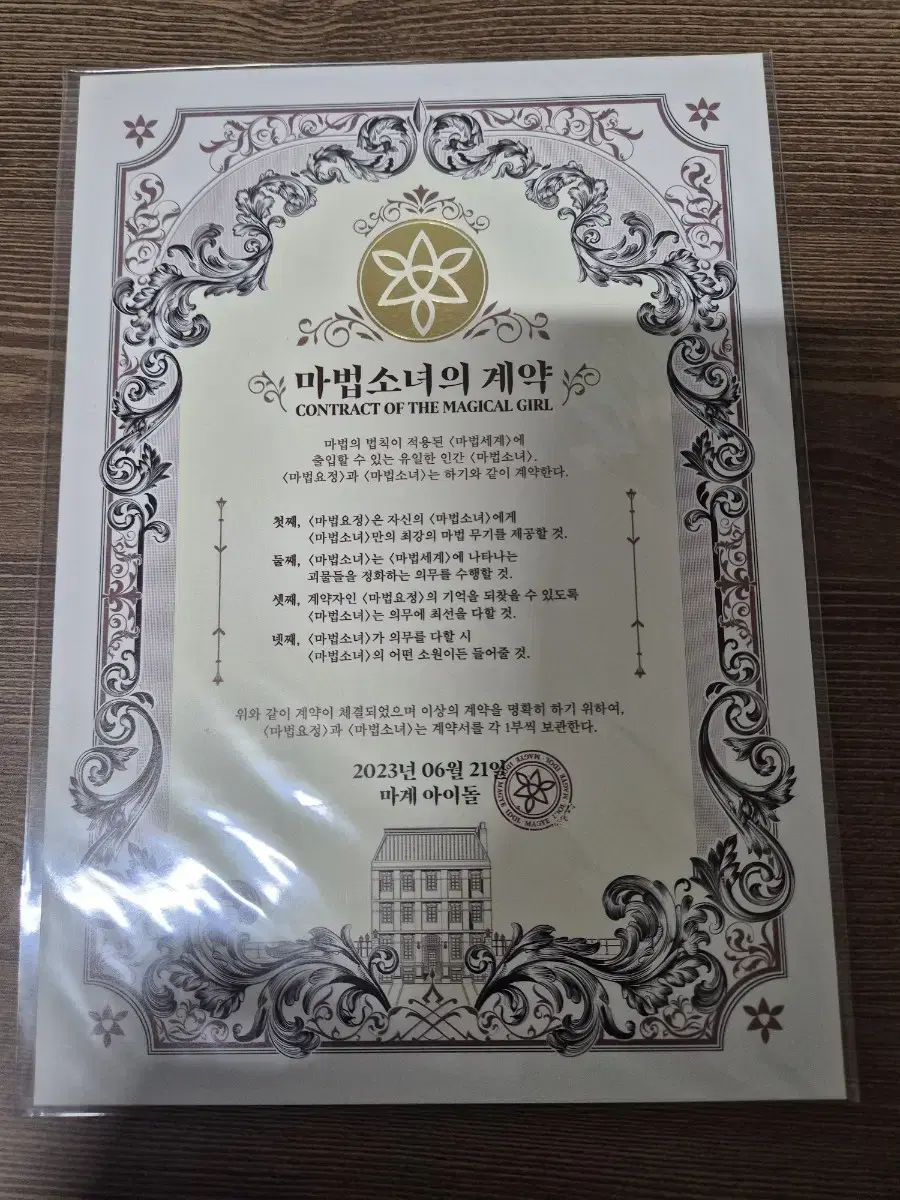 마법소녀의 계약
CONTRACT OF THE MAGICAL GIRL
마법의 법칙이 적용된 〈마법세계〉에
출입할 수 있는 유일한 인간 〈마법소녀〉.
〈마법요정〉과 〈마법소녀〉는 하기와 같이 계약한다.
첫째, 〈마법요정〉은 자신의 〈마법소녀〉에게
〈마법소녀〉만의 최강의 마법 무기를 제공할 것.
둘째, 〈마법소녀〉는 〈마법세계〉에 나타나는
괴물들을 정화하는 의무를 수행할 것.
셋째, 계약자인 〈마법요정〉의 기억을 되찾을 수 있도록
〈마법소녀〉는 의무에 최선을 다할 것.
넷째, 〈마법소녀〉가 의무를 다할 시
〈마법소녀〉의 어떤 소원이든 들어줄 것.
위와 같이 계약이 체결되었으며 이상의 계약을 명확히 하기 위하여,
〈마법요정〉과 〈마법소녀〉는 계약서를 각 1부씩 보관한다.
2023년 06월 21일
마계 아이돌
MAGYE IDOL MAGYE IDOL MAGYE IDOL